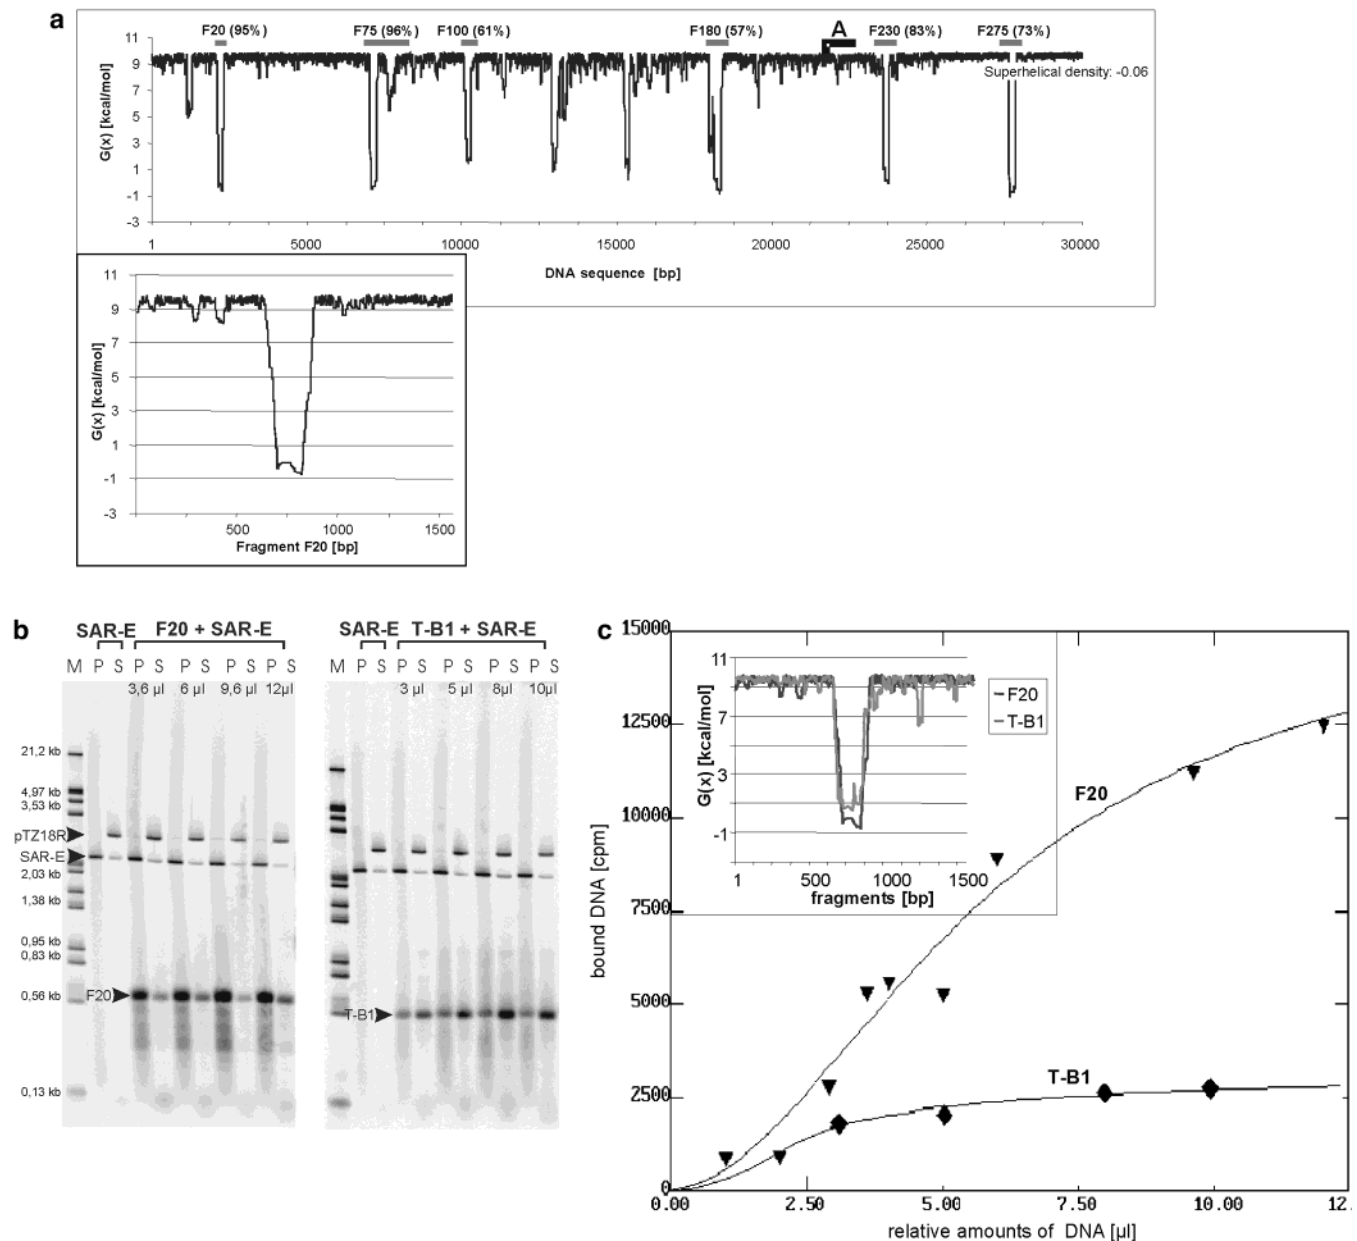 a
F20 (95%) F75 (96%) F100 (61%) F180 (57%) A F230 (83%) F275 (73%)
11
9
7
5
3
1
-1
-3
G(x) [kcal/mol]
Superhelical density: -0.06
1 5000 10000 15000 20000 25000 30000
DNA sequence [bp]
11
9
7
5
3
1
-1
-3
G(x) [kcal/mol]
500 1000 1500
Fragment F20 [bp]
b
SAR-E F20 + SAR-E
M P S P S P S P S P S
3,6 µl 6 µl 9,6 µl 12µl
21,2 kb
4,97 kb
3,53 kb
pTZ18R
SAR-E
2,03 kb
1,38 kb
0,95 kb
0,83 kb
0,56 kb
F20
0,13 kb
SAR-E T-B1 + SAR-E
M P S P S P S P S P S
3 µl 5 µl 8µl 10µl
T-B1
c
15000
12500
10000
7500
5000
2500
0
bound DNA [cpm]
11
7
3
-1
G(x) [kcal/mol]
1 500 1000 1500
fragments [bp]
F20
T-B1
F20
T-B1
0.00 2.50 5.00 7.50 10.00 12.
relative amounts of DNA [µl]